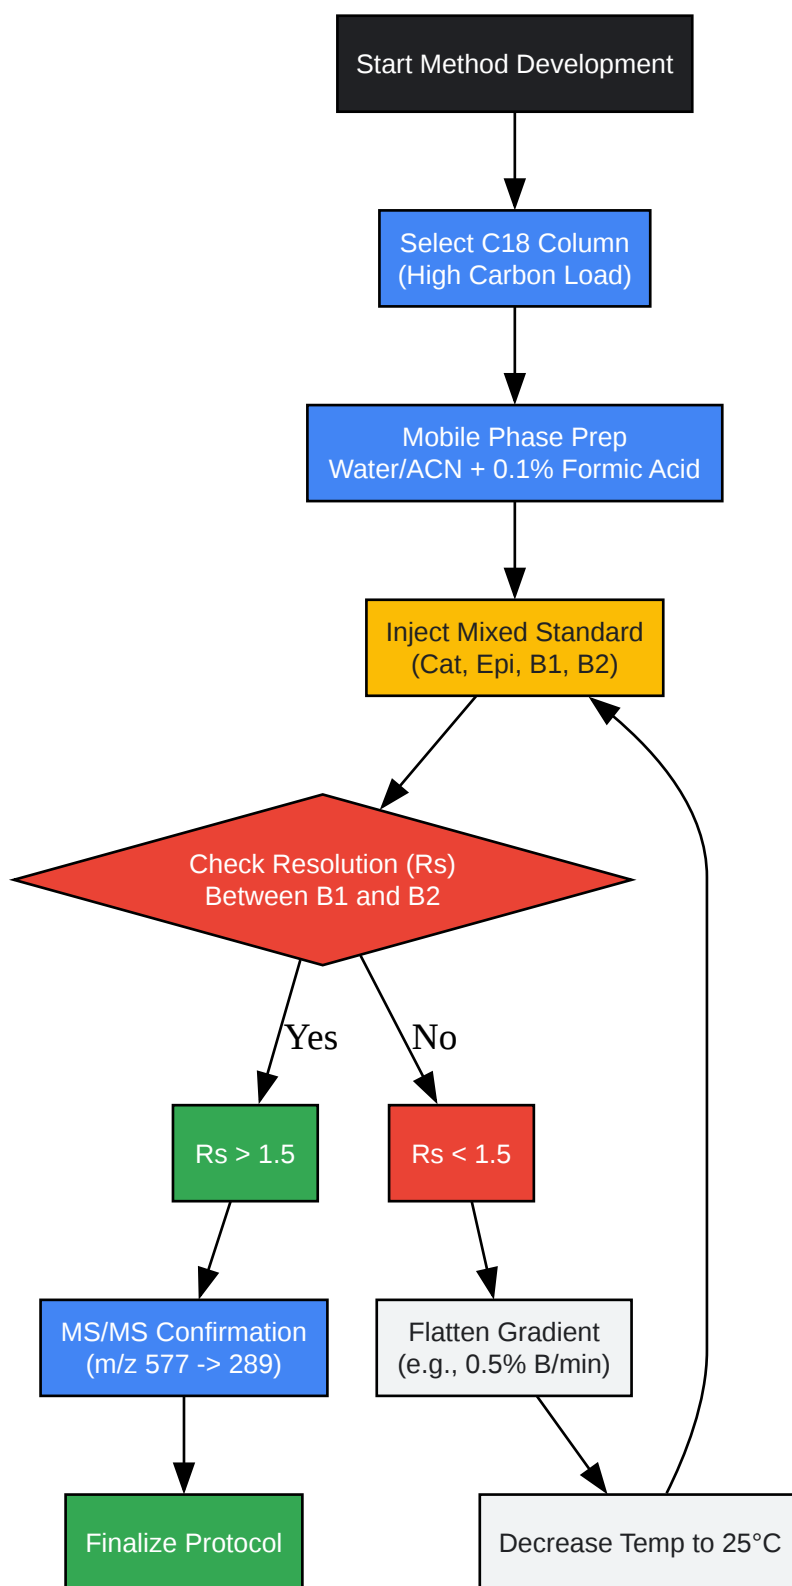 Start Method Development
Select C18 Column
(High Carbon Load)
Mobile Phase Prep
Water/ACN + 0.1% Formic Acid
Inject Mixed Standard
(Cat, Epi, B1, B2)
Check Resolution (Rs)
Between B1 and B2
Yes
No
Rs > 1.5
Rs < 1.5
MS/MS Confirmation
(m/z 577 -> 289)
Flatten Gradient
(e.g., 0.5% B/min)
Finalize Protocol
Decrease Temp to 25°C